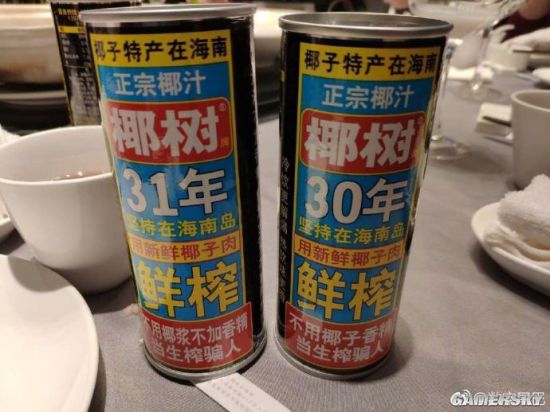 椰子特产在海南
正宗椰汁
椰树
31年
坚持在海南岛
用新鲜椰子肉
鲜榨
不用椰浆不加香精
当生榨骗人
椰子特产在海南
正宗椰汁
椰树
30年
坚持在海南岛
用新鲜椰子肉
鲜榨
不用椰子香精
当生榨骗人
GAMERSKY